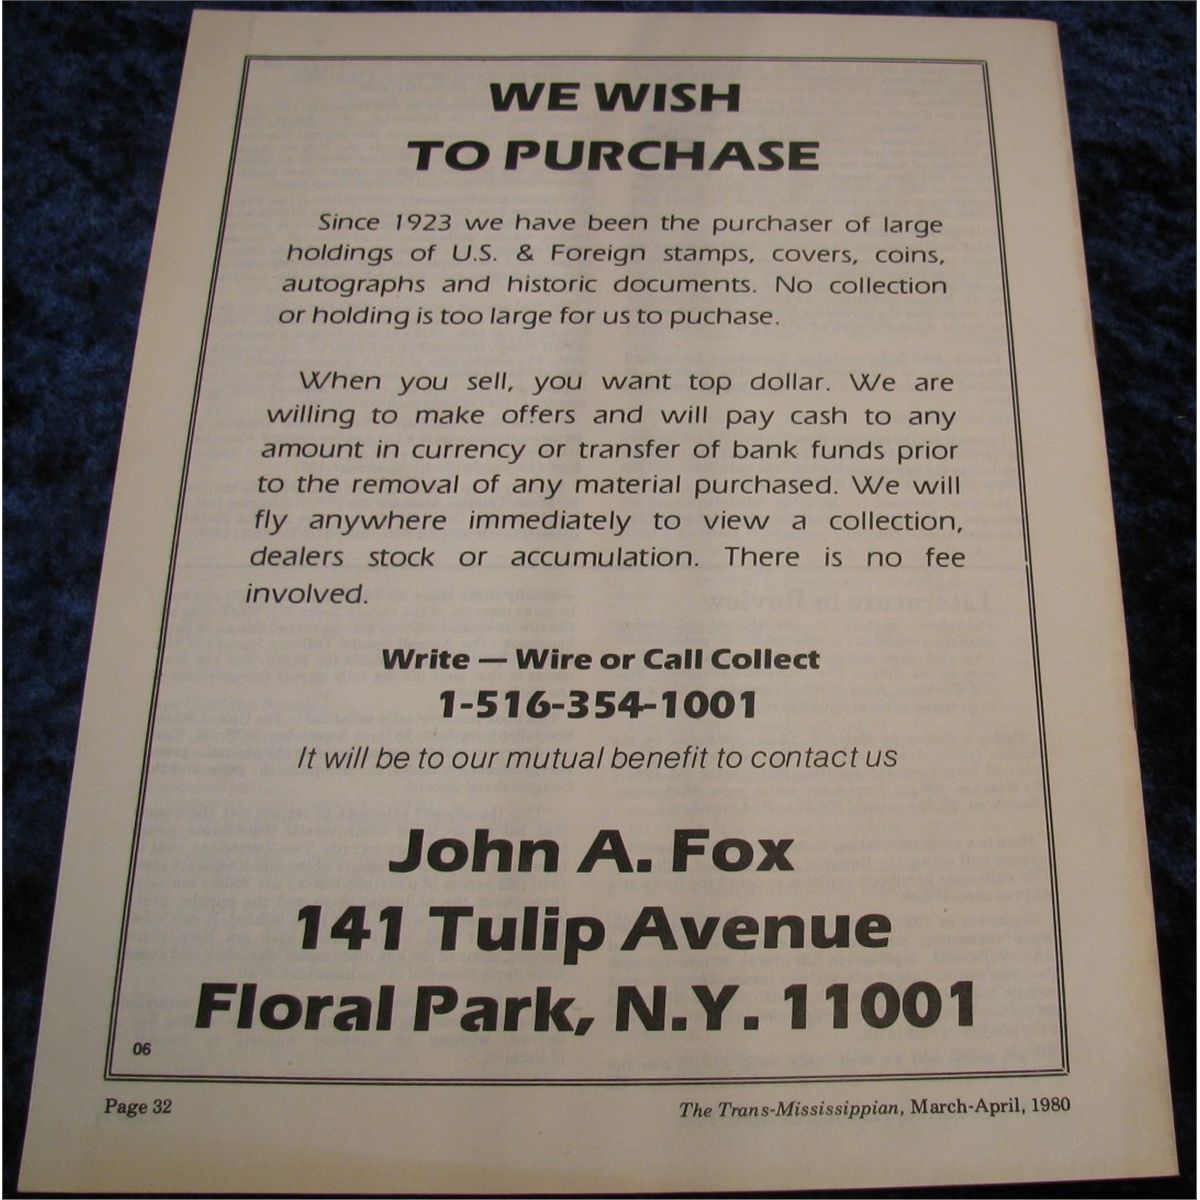 WE WISH
TO PURCHASE
Since 1923 we have been the purchaser of large
holdings of U.S. & Foreign stamps, covers, coins,
autographs and historic documents. No collection
or holding is too large for us to puchase.
When you sell, you want top dollar. We are
willing to make offers and will pay cash to any
amount in currency or transfer of bank funds prior
to the removal of any material purchased. We will
fly anywhere immediately to view a collection,
dealers stock or accumulation. There is no fee
involved.
Write — Wire or Call Collect
1-516-354-1001
It will be to our mutual benefit to contact us
John A. Fox
141 Tulip Avenue
Floral Park, N.Y. 11001
06
Page 32
The Trans-Mississippian, March-April, 1980